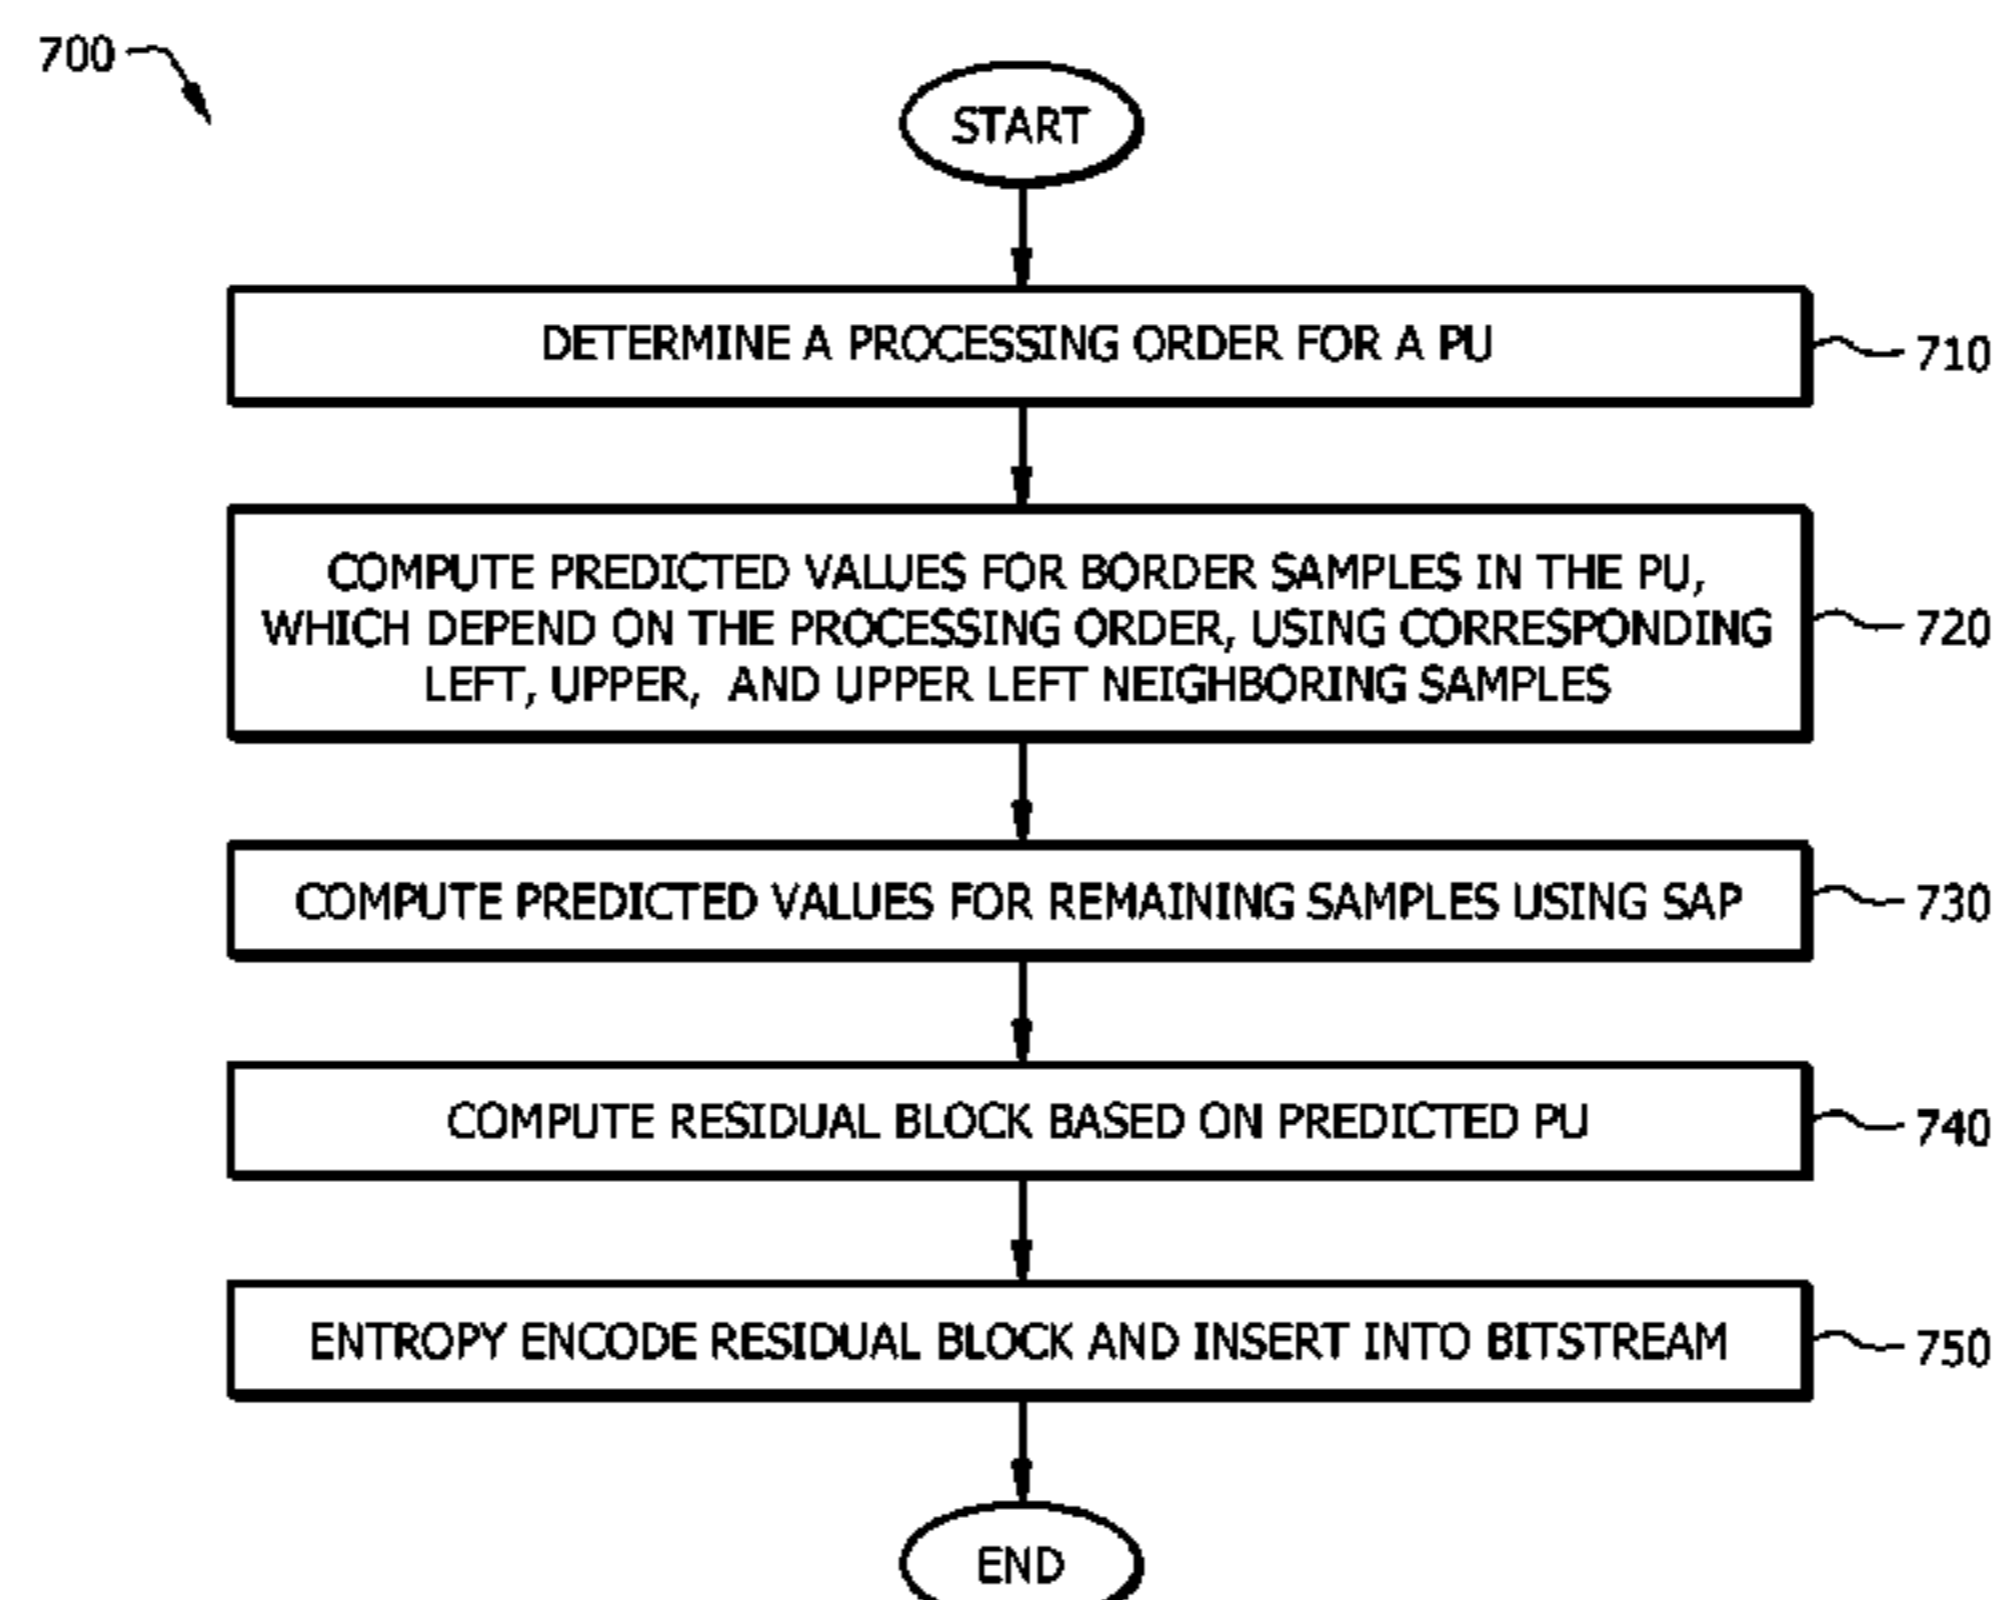 700
START
DETERMINE A PROCESSING ORDER FOR A PU
710
COMPUTE PREDICTED VALUES FOR BORDER SAMPLES IN THE PU,
WHICH DEPEND ON THE PROCESSING ORDER, USING CORRESPONDING
LEFT, UPPER, AND UPPER LEFT NEIGHBORING SAMPLES
720
COMPUTE PREDICTED VALUES FOR REMAINING SAMPLES USING SAP
730
COMPUTE RESIDUAL BLOCK BASED ON PREDICTED PU
740
ENTROPY ENCODE RESIDUAL BLOCK AND INSERT INTO BITSTREAM
750
END